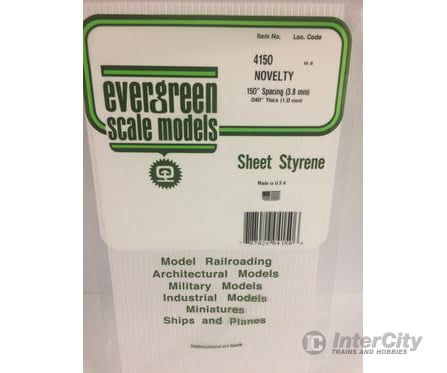 Item No. Loc. Code
4150
NOVELTY
.150" Spacing (3.8 mm)
.040" Thick (1.0 mm)
evergreen
scale models
Sheet Styrene
Made in U S A
Model Railroading
Architectural Models
Military Models
Industrial Models
Miniatures
Ships and Planes
IC InterCity
TRAINS AND HOBBIES